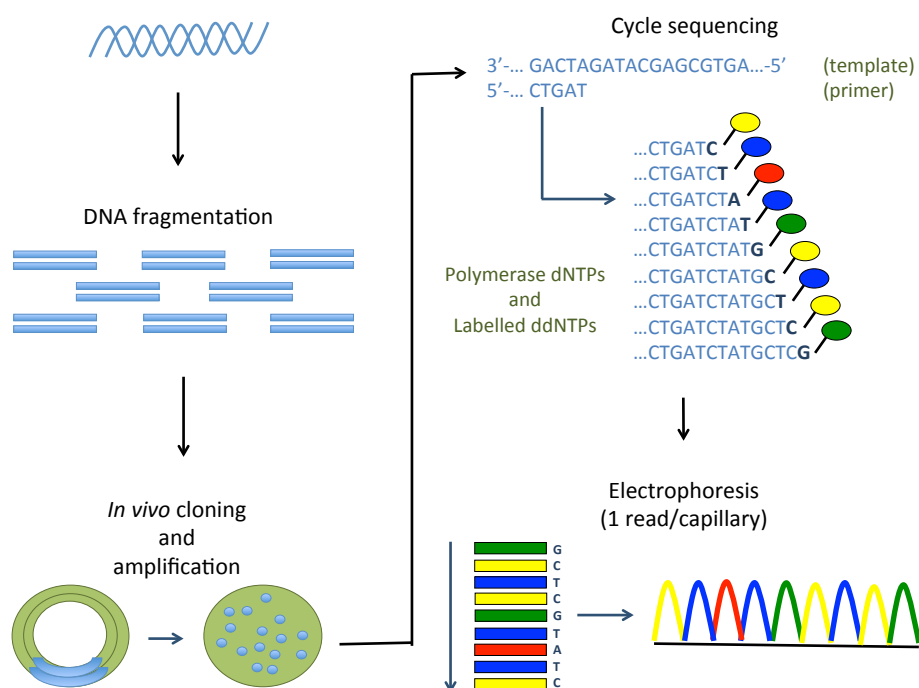 DNA fragmentation
In vivo cloning
and
amplification
Cycle sequencing
3’-... GACTAGATACGAGCGTGA...-5’ (template)
5’-... CTGAT (primer)
...CTGATC
...CTGATCT
...CTGATCTA
...CTGATCTAT
...CTGATCTATG
...CTGATCTATGC
...CTGATCTATGCT
...CTGATCTATGCTC
...CTGATCTATGCTCG
Polymerase dNTPs
and
Labelled ddNTPs
Electrophoresis
(1 read/capillary)
G
C
T
C
G
T
A
T
C